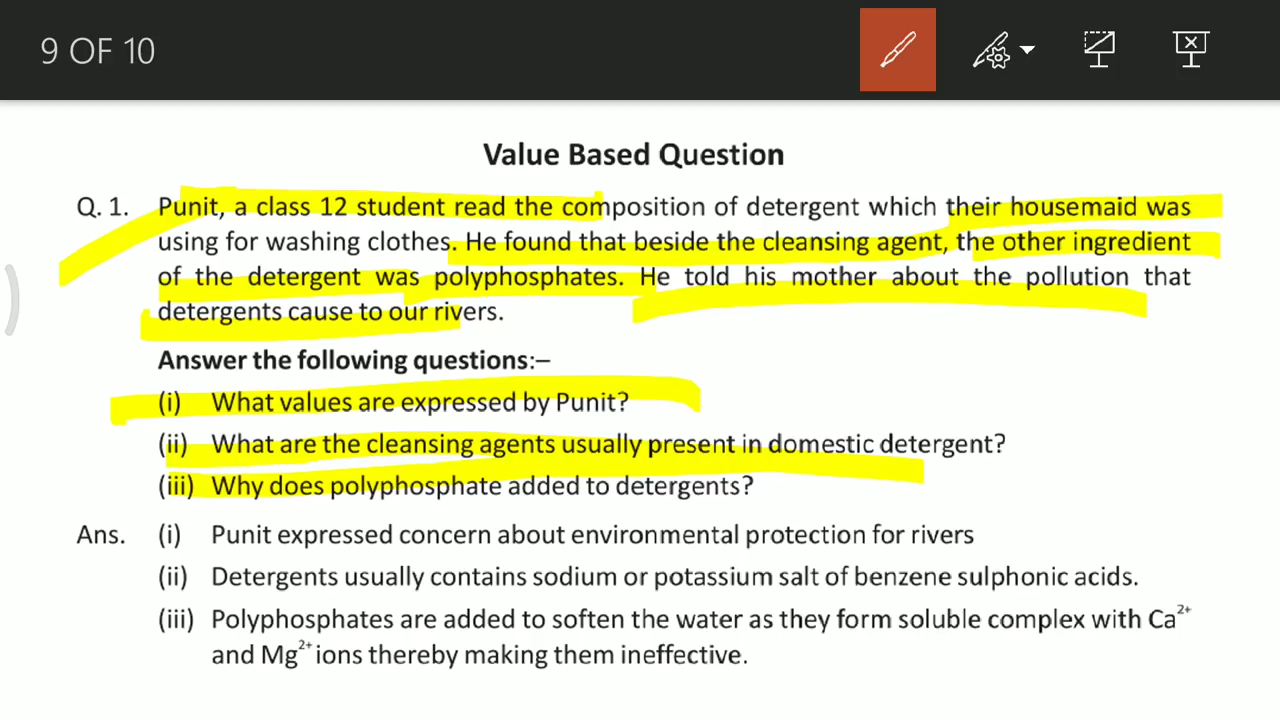 9 OF 10
Value Based Question
Q. 1. Punit, a class 12 student read the composition of detergent which their housemaid was
using for washing clothes. He found that beside the cleansing agent, the other ingredient
of the detergent was polyphosphates. He told his mother about the pollution that
detergents cause to our rivers.
Answer the following questions:–
(i) What values are expressed by Punit?
(ii) What are the cleansing agents usually present in domestic detergent?
(iii) Why does polyphosphate added to detergents?
Ans. (i) Punit expressed concern about environmental protection for rivers
(ii) Detergents usually contains sodium or potassium salt of benzene sulphonic acids.
(iii) Polyphosphates are added to soften the water as they form soluble complex with Ca²⁺
and Mg²⁺ ions thereby making them ineffective.